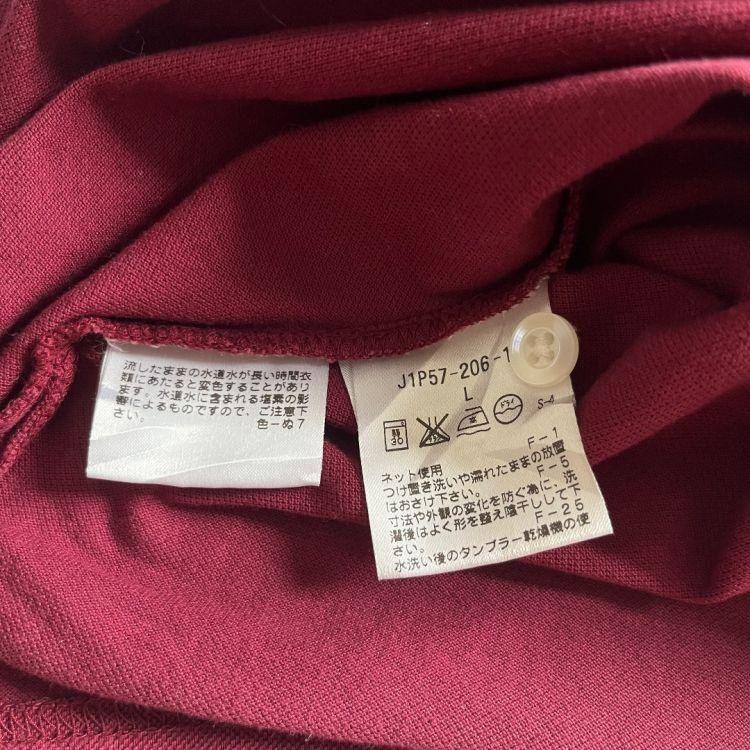 流したままの水道水が長い時間衣
類にあたると変色することがあり
ます。水道水に含まれる塩素の影
響によるものですので、ご注意下
さい。
色ーぬ7
J1P57-206-1
L
30
ドライ
S-4
F-1
ネット使用
つけ置き洗いや濡れたままの放置
はおさけ下さい。
F-5
寸法や外観の変化を防ぐ為に、洗
濯後はよく形を整え陰干しして下
さい。
F-25
水洗い後のタンブラー乾燥機の使